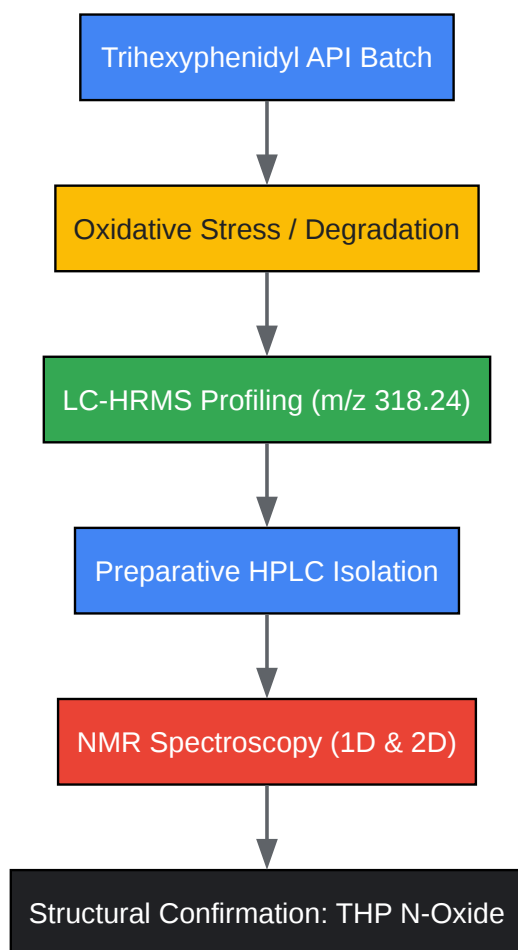 Trihexyphenidyl API Batch
Oxidative Stress / Degradation
LC-HRMS Profiling (m/z 318.24)
Preparative HPLC Isolation
NMR Spectroscopy (1D & 2D)
Structural Confirmation: THP N-Oxide